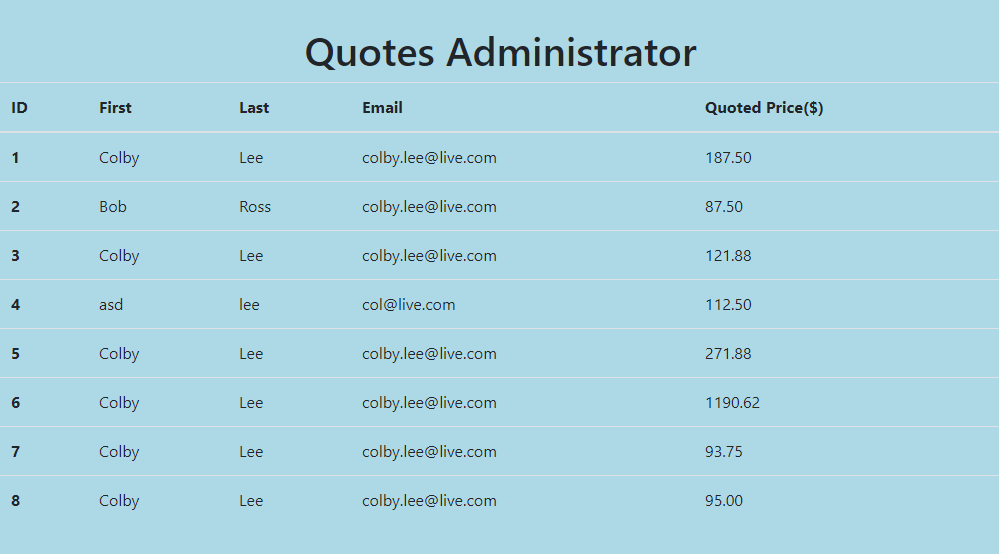 Quotes Administrator
ID First Last Email Quoted Price($)
1 Colby Lee colby.lee@live.com 187.50
2 Bob Ross colby.lee@live.com 87.50
3 Colby Lee colby.lee@live.com 121.88
4 asd lee col@live.com 112.50
5 Colby Lee colby.lee@live.com 271.88
6 Colby Lee colby.lee@live.com 1190.62
7 Colby Lee colby.lee@live.com 93.75
8 Colby Lee colby.lee@live.com 95.00